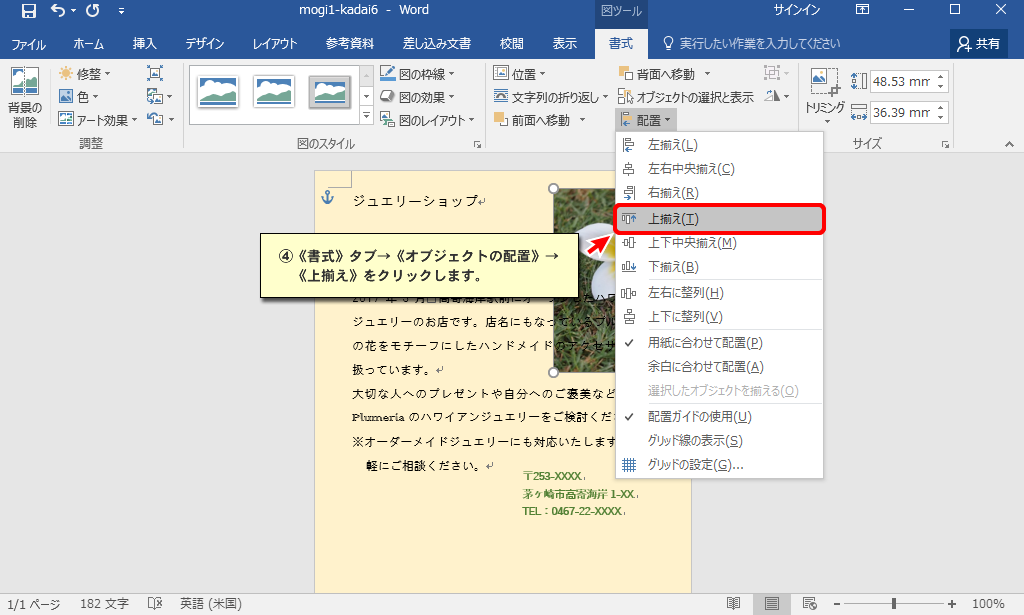 mogi1-kadai6 - Word
図ツール
サインイン
ファイル ホーム 挿入 デザイン レイアウト 参考資料 差し込み文書 校閲 表示 書式 実行したい作業を入力してください 共有
背景の
削除
修整
色
アート効果
調整
図のスタイル
図の枠線
図の効果
図のレイアウト
位置
文字列の折り返し
前面へ移動
背面へ移動
オブジェクトの選択と表示
配置
トリミング
48.53 mm
36.39 mm
サイズ
左揃え(L)
左右中央揃え(C)
右揃え(R)
上揃え(T)
上下中央揃え(M)
下揃え(B)
左右に整列(H)
上下に整列(V)
用紙に合わせて配置(P)
余白に合わせて配置(A)
選択したオブジェクトを揃える(O)
配置ガイドの使用(U)
グリッド線の表示(S)
グリッドの設定(G)...
ジュエリーショップ
④《書式》タブ→《オブジェクトの配置》→
《上揃え》をクリックします。
ジュエリーのお店です。店名にもなっている
の花をモチーフにしたハンドメイドのアクセサ
扱っています。
大切な人へのプレゼントや自分へのご褒美など
Plumeria のハワイアンジュエリーをご検討くだ
※オーダーメイドジュエリーにも対応いたします
軽にご相談ください。
〒253-XXXX
茅ヶ崎市高寄海岸 1-XX
TEL：0467-22-XXXX
1/1 ページ 182 文字 英語 (米国) 100%